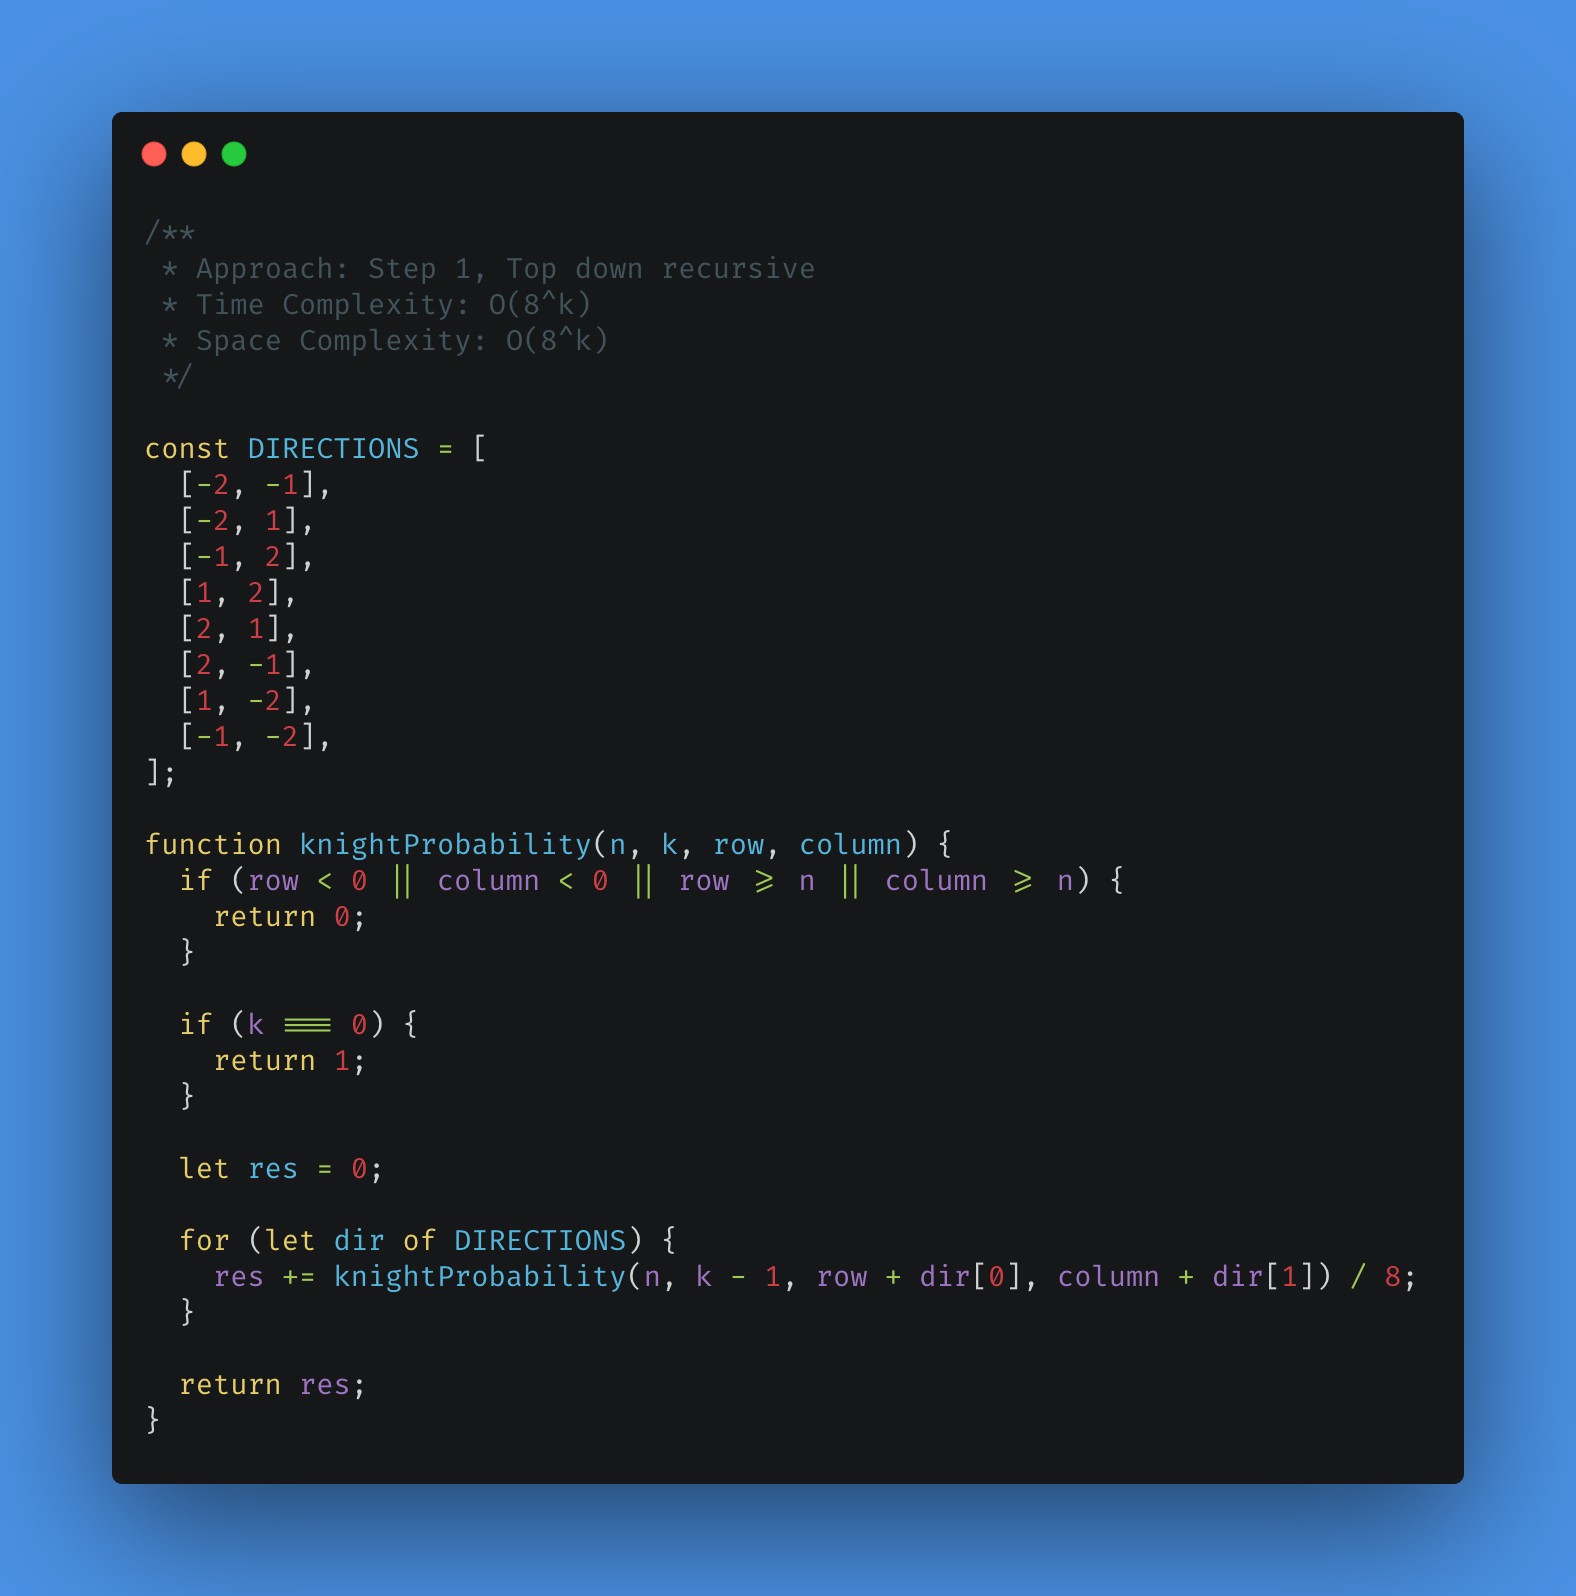 /**
 * Approach: Step 1, Top down recursive
 * Time Complexity: O(8^k)
 * Space Complexity: O(8^k)
 */
const DIRECTIONS = [
  [-2, -1],
  [-2, 1],
  [-1, 2],
  [1, 2],
  [2, 1],
  [2, -1],
  [1, -2],
  [-1, -2],
];
function knightProbability(n, k, row, column) {
  if (row < 0 || column < 0 || row >= n || column >= n) {
    return 0;
  }
  if (k === 0) {
    return 1;
  }
  let res = 0;
  for (let dir of DIRECTIONS) {
    res += knightProbability(n, k - 1, row + dir[0], column + dir[1]) / 8;
  }
  return res;
}